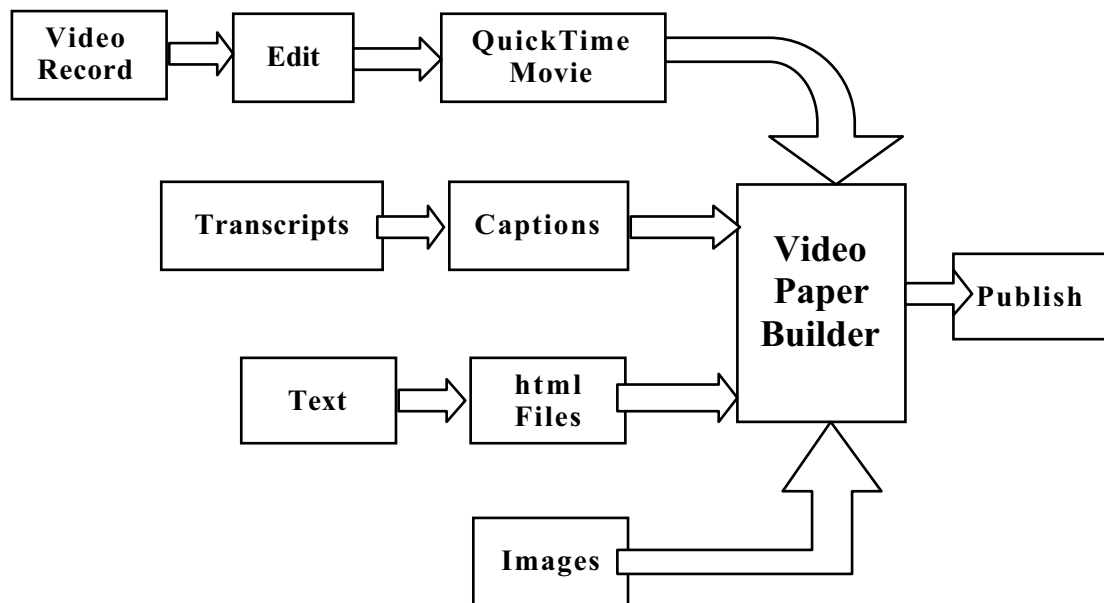 Video
Record
Edit
QuickTime
Movie
Transcripts
Captions
Video
Paper
Builder
Publish
Text
html
Files
Images